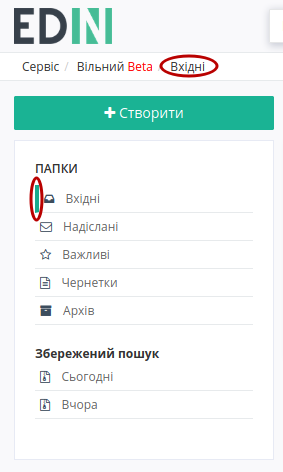 EDIN
Сервіс / Вільний Beta Вхідні
+ Створити
ПАПКИ
Вхідні
Надіслані
Важливі
Чернетки
Архів
Збережений пошук
Сьогодні
Вчора